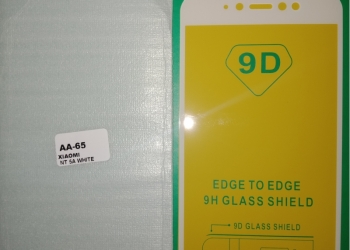 AA-65
XIAOMI
NT 5A WHITE
9D
EDGE TO EDGE
9H GLASS SHIELD
9D GLASS SHIELD